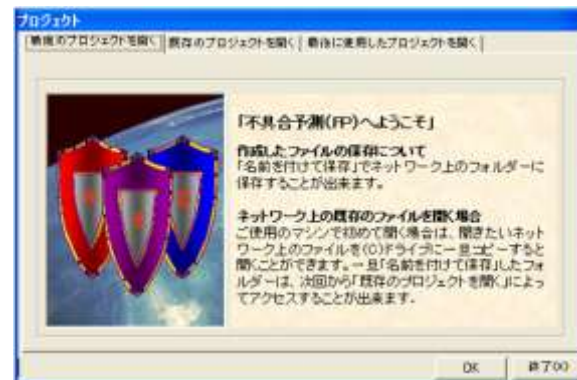 プロジェクト
新規のプロジェクトを開く 既存のプロジェクトを開く 最後に使用したプロジェクトを開く
「不具合予測(FP)へようこそ」
作成したファイルの保存について
「名前を付けて保存」でネットワーク上のフォルダーに
保存することが出来ます。
ネットワーク上の既存のファイルを開く場合
ご使用のマシンで初めて開く場合は、開きたいネット
ワーク上のファイルを(C)ドライブに一旦コピーすると
開くことができます。一旦「名前を付けて保存」したフォ
ルダーは、次回から「既存のプロジェクトを開く」によっ
てアクセスすることが出来ます.
OK 終了(X)